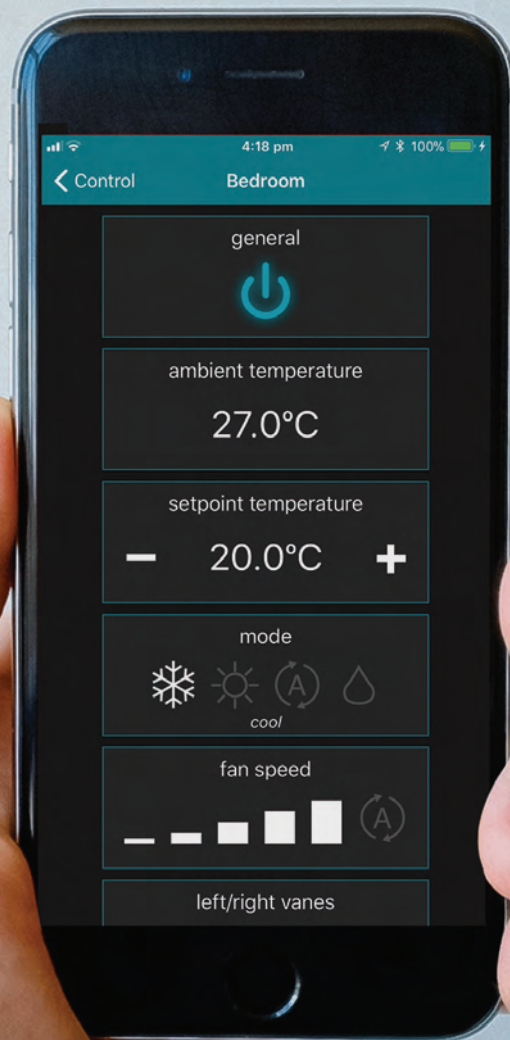 4:18 pm
100%
Control
Bedroom
general
ambient temperature
27.0°C
setpoint temperature
− 20.0°C +
mode
A
cool
fan speed
A
left/right vanes